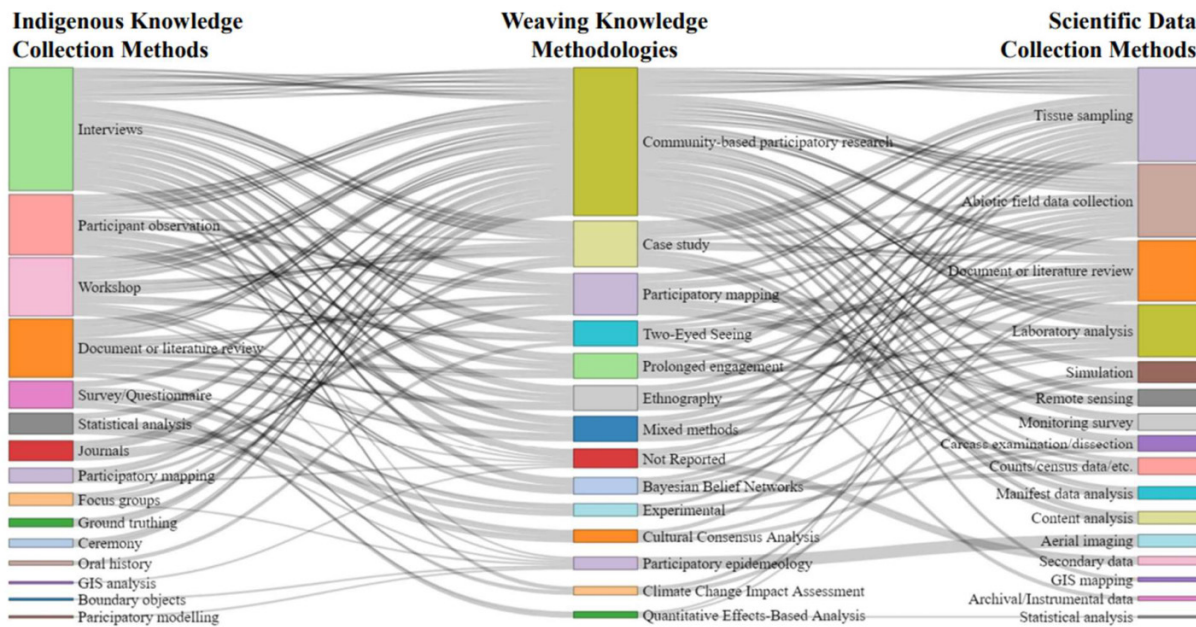 Indigenous Knowledge
Collection Methods
Weaving Knowledge
Methodologies
Scientific Data
Collection Methods
Interviews
Participant observation
Workshop
Document or literature review
Survey/Questionnaire
Statistical analysis
Journals
Participatory mapping
Focus groups
Ground truthing
Ceremony
Oral history
GIS analysis
Boundary objects
Paricipatory modelling
Community-based participatory research
Case study
Participatory mapping
Two-Eyed Seeing
Prolonged engagement
Ethnography
Mixed methods
Not Reported
Bayesian Belief Networks
Experimental
Cultural Consensus Analysis
Participatory epidemeology
Climate Change Impact Assessment
Quantitative Effects-Based Analysis
Tissue sampling
Abiotic field data collection
Document or literature review
Laboratory analysis
Simulation
Remote sensing
Monitoring survey
Carcass examination/dissection
Counts/census data/etc.
Manifest data analysis
Content analysis
Aerial imaging
Secondary data
GIS mapping
Archival/Instrumental data
Statistical analysis